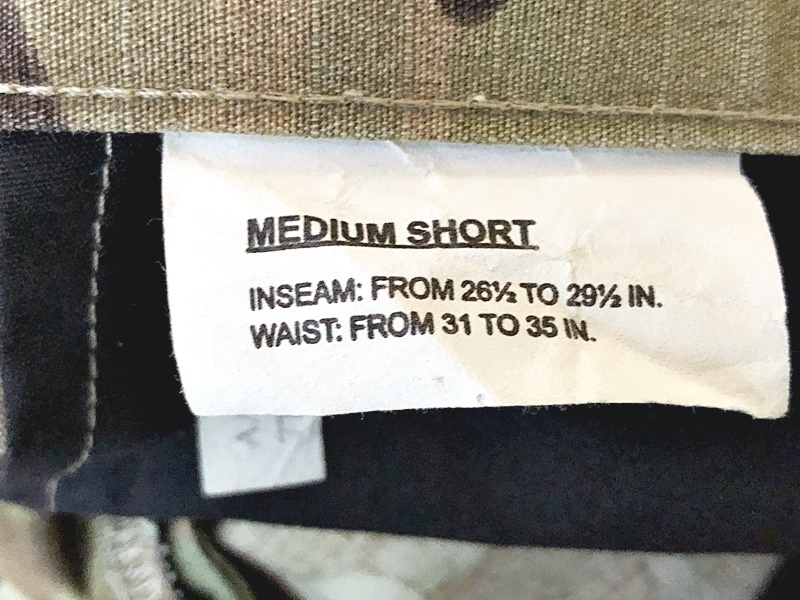 MEDIUM SHORT
INSEAM: FROM 26½ TO 29½ IN.
WAIST: FROM 31 TO 35 IN.